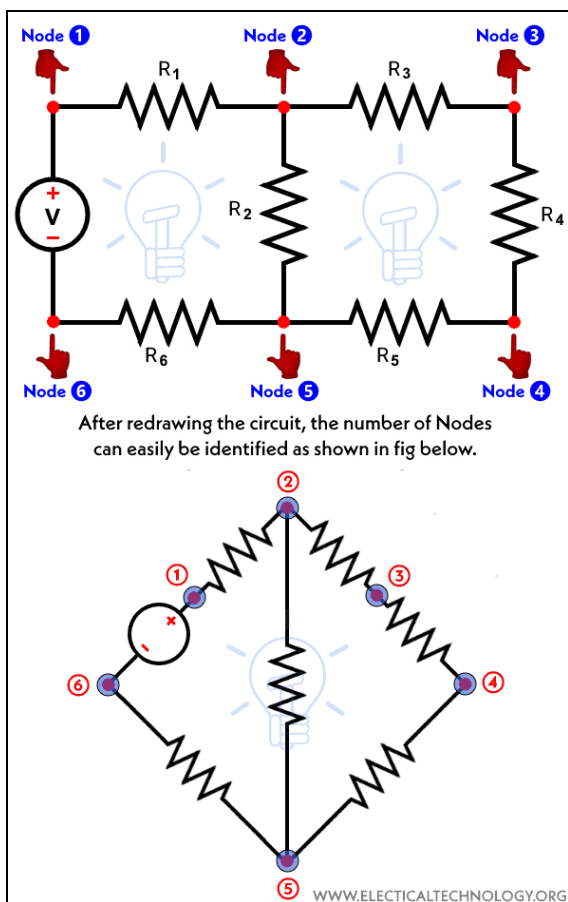 Node 1 Node 2 Node 3
R1 R3
+
V
−
R2
R4
R6 R5
Node 6 Node 5 Node 4
After redrawing the circuit, the number of Nodes
can easily be identified as shown in fig below.
②
① ③
+
-
⑥ ④
⑤
WWW.ELECTICALTECHNOLOGY.ORG